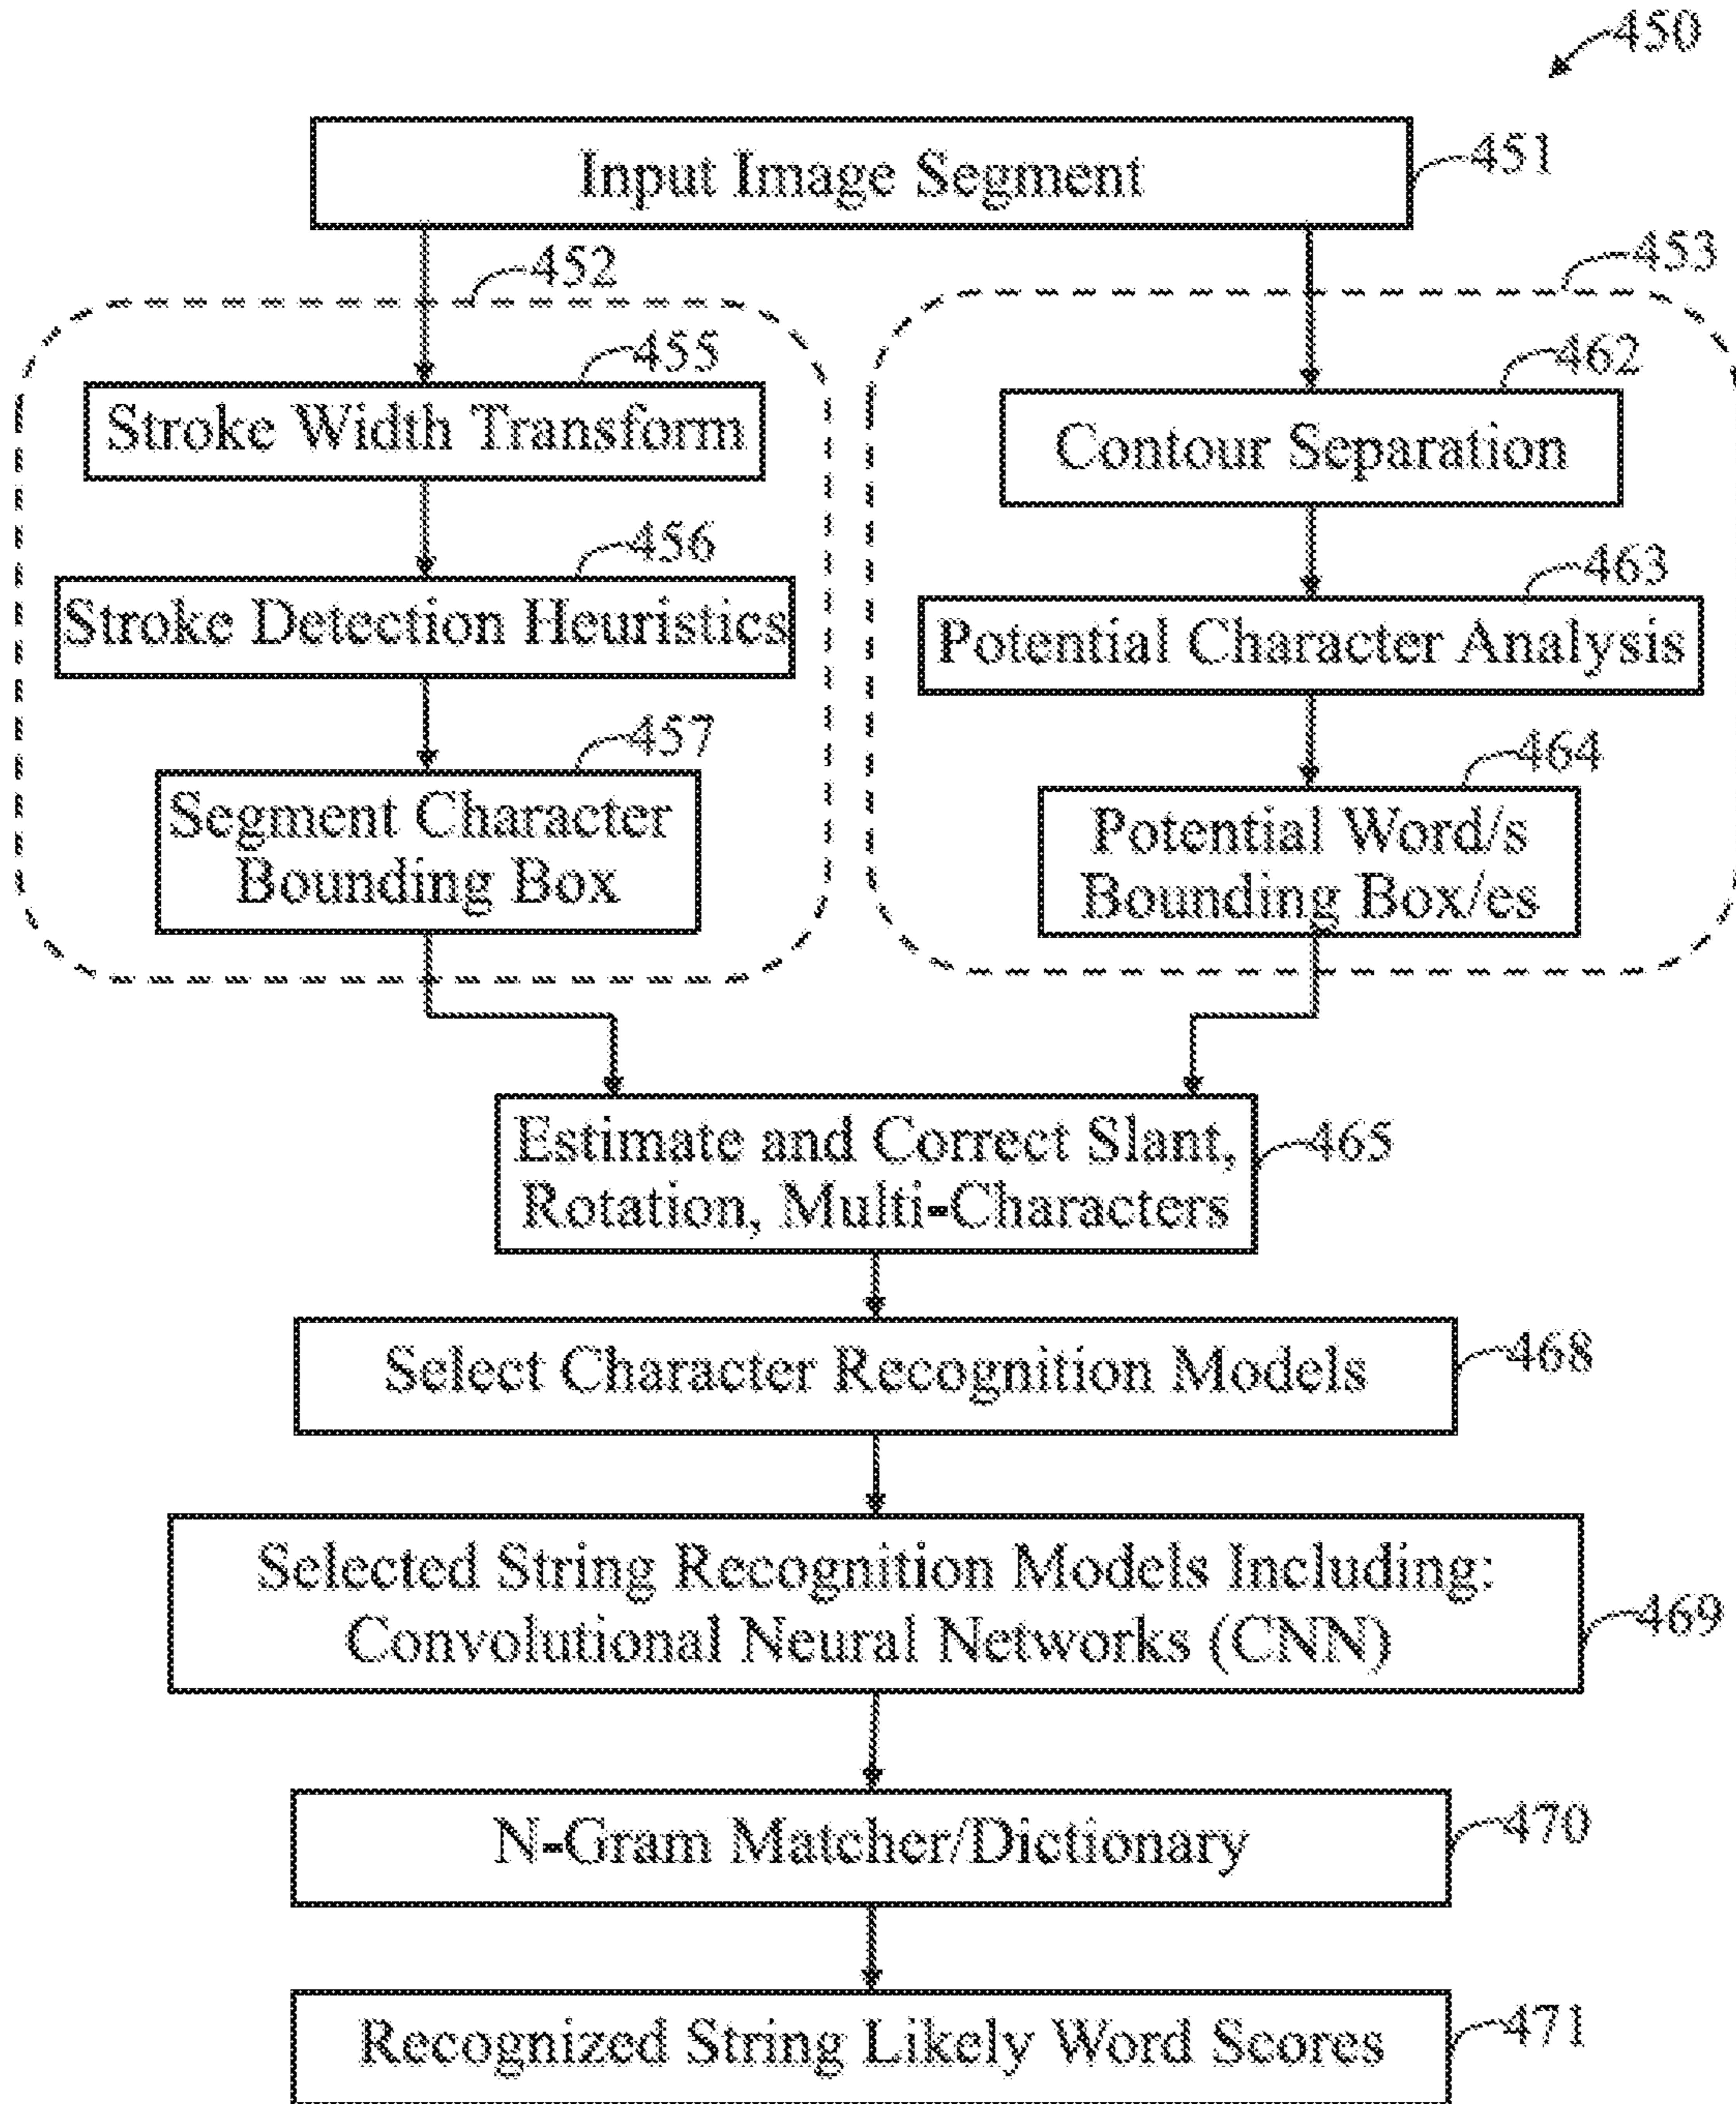 450
Input Image Segment
451
452
453
455
Stroke Width Transform
462
Contour Separation
456
Stroke Detection Heuristics
463
Potential Character Analysis
457
Segment Character
Bounding Box
464
Potential Word/s
Bounding Box/es
Estimate and Correct Slant,
Rotation, Multi-Characters
465
Select Character Recognition Models
468
Selected String Recognition Models Including:
Convolutional Neural Networks (CNN)
469
N-Gram Matcher/Dictionary
470
Recognized String Likely Word Scores
471